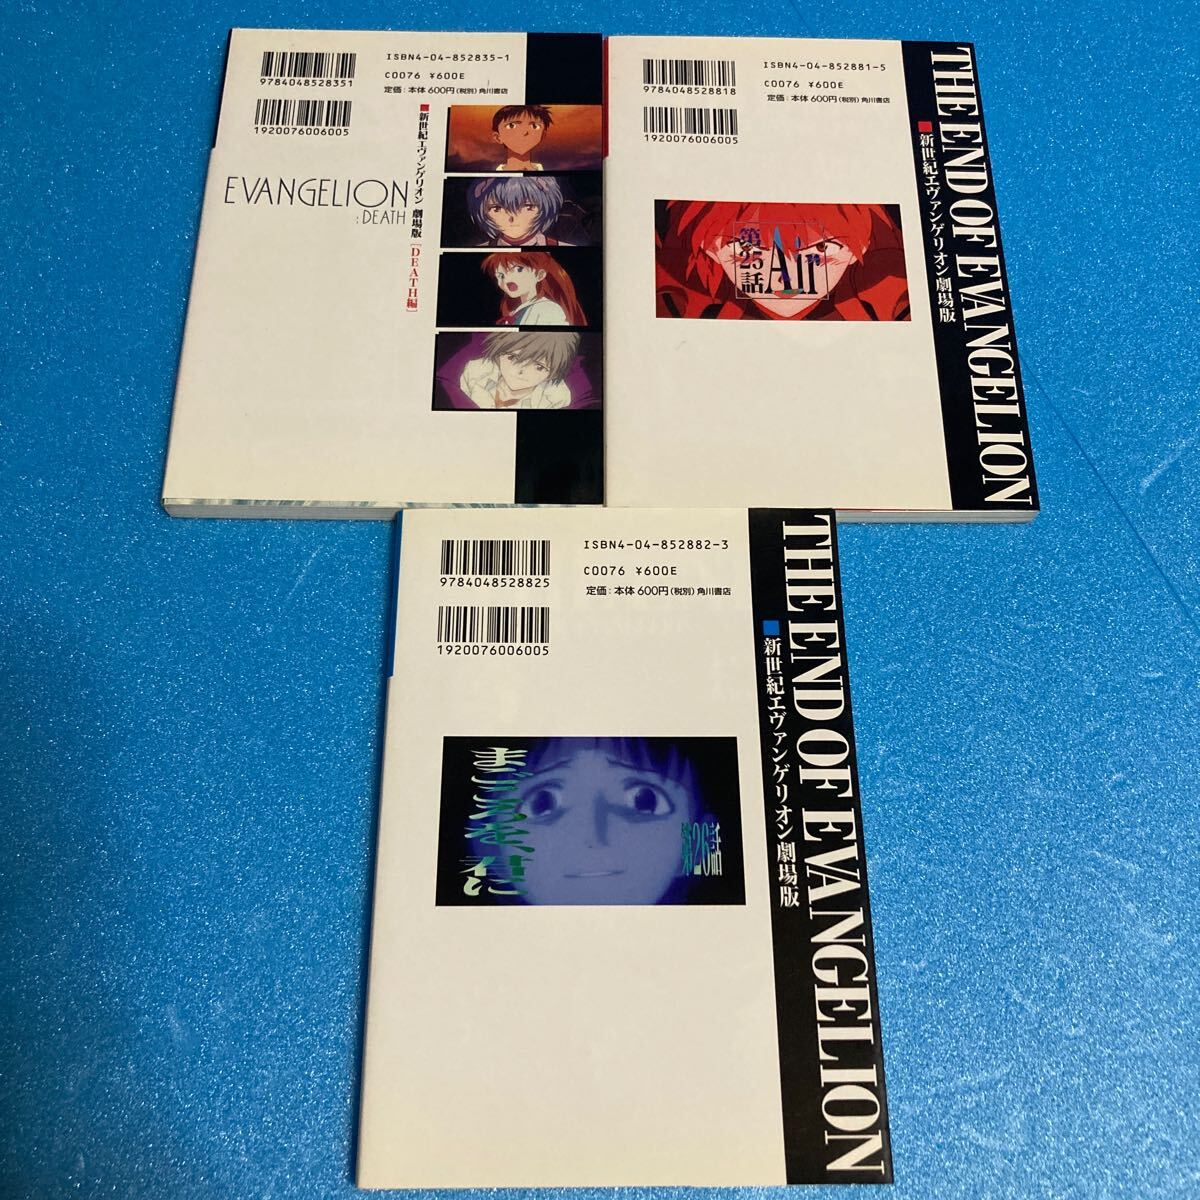 ISBN4-04-852835-1
9784048528351
C0076 ¥600E
定価：本体600円(税別)角川書店
1920076006005
EVANGELION
:DEATH
■新世紀エヴァンゲリオン 劇場版[DEATH編]
ISBN4-04-852881-5
9784048528818
C0076 ¥600E
定価：本体600円(税別)角川書店
1920076006005
第25話
Air
THE END OF EVANGELION
■新世紀エヴァンゲリオン 劇場版
ISBN4-04-852882-3
9784048528825
C0076 ¥600E
定価：本体600円(税別)角川書店
1920076006005
まごころを、君に
第26話
THE END OF EVANGELION
■新世紀エヴァンゲリオン 劇場版